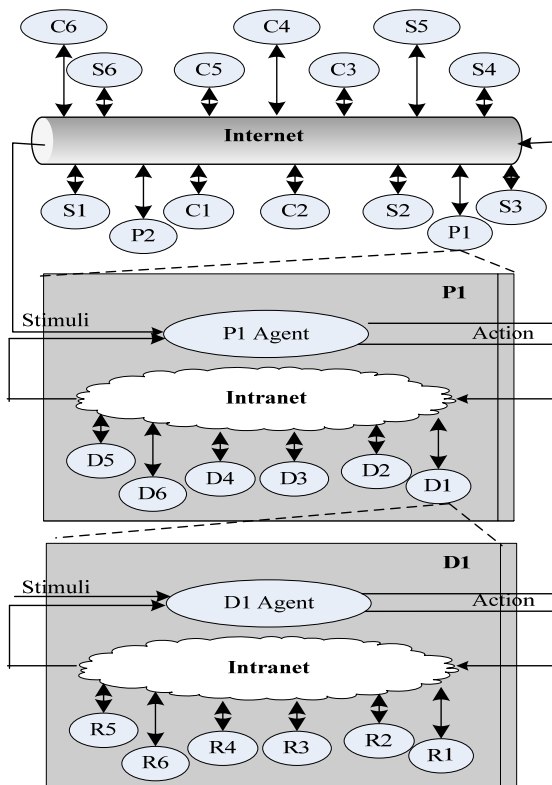 C6 C4 S5
S6 C5 C3 S4
Internet
S1 C1 C2 S2 S3
P2 P1
P1
Stimuli
P1 Agent
Action
Intranet
D5 D6 D4 D3 D2 D1
D1
Stimuli
D1 Agent
Action
Intranet
R5 R6 R4 R3 R2 R1